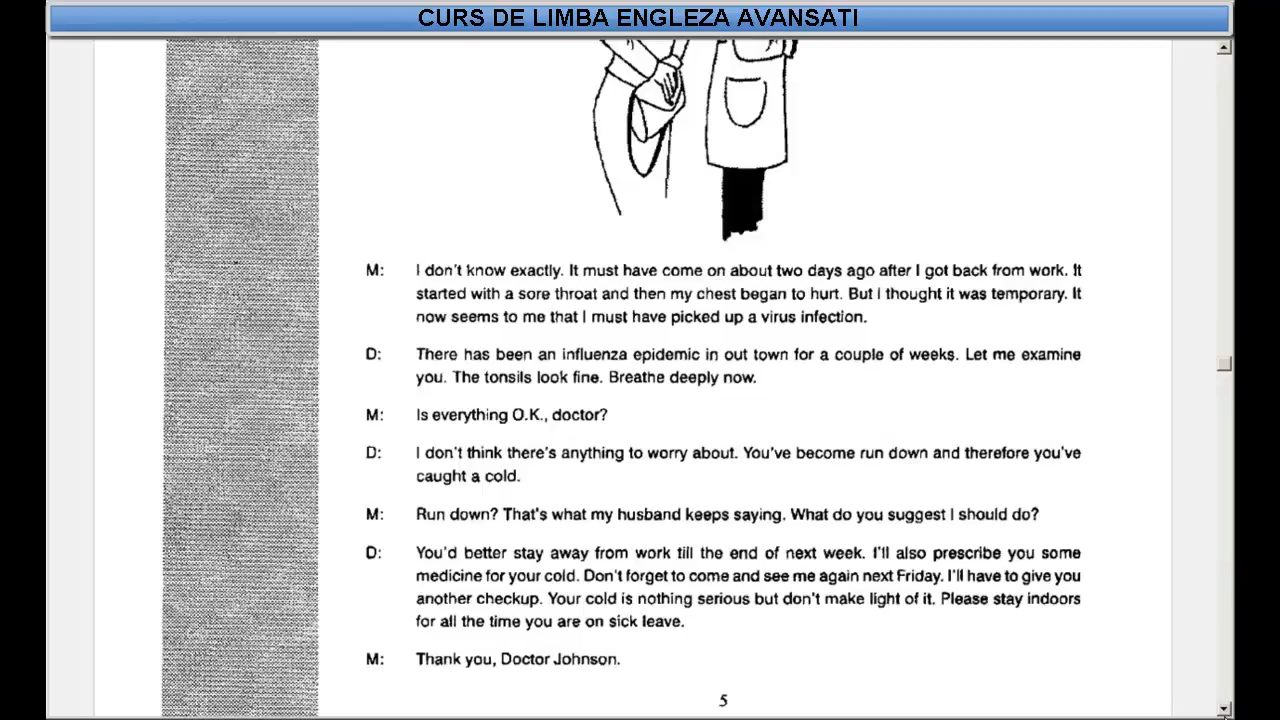 CURS DE LIMBA ENGLEZA AVANSATI
M: I don't know exactly. It must have come on about two days ago after I got back from work. It
started with a sore throat and then my chest began to hurt. But I thought it was temporary. It
now seems to me that I must have picked up a virus infection.
D: There has been an influenza epidemic in out town for a couple of weeks. Let me examine
you. The tonsils look fine. Breathe deeply now.
M: Is everything O.K., doctor?
D: I don't think there's anything to worry about. You've become run down and therefore you've
caught a cold.
M: Run down? That's what my husband keeps saying. What do you suggest I should do?
D: You'd better stay away from work till the end of next week. I'll also prescribe you some
medicine for your cold. Don't forget to come and see me again next Friday. I'll have to give you
another checkup. Your cold is nothing serious but don't make light of it. Please stay indoors
for all the time you are on sick leave.
M: Thank you, Doctor Johnson.
5